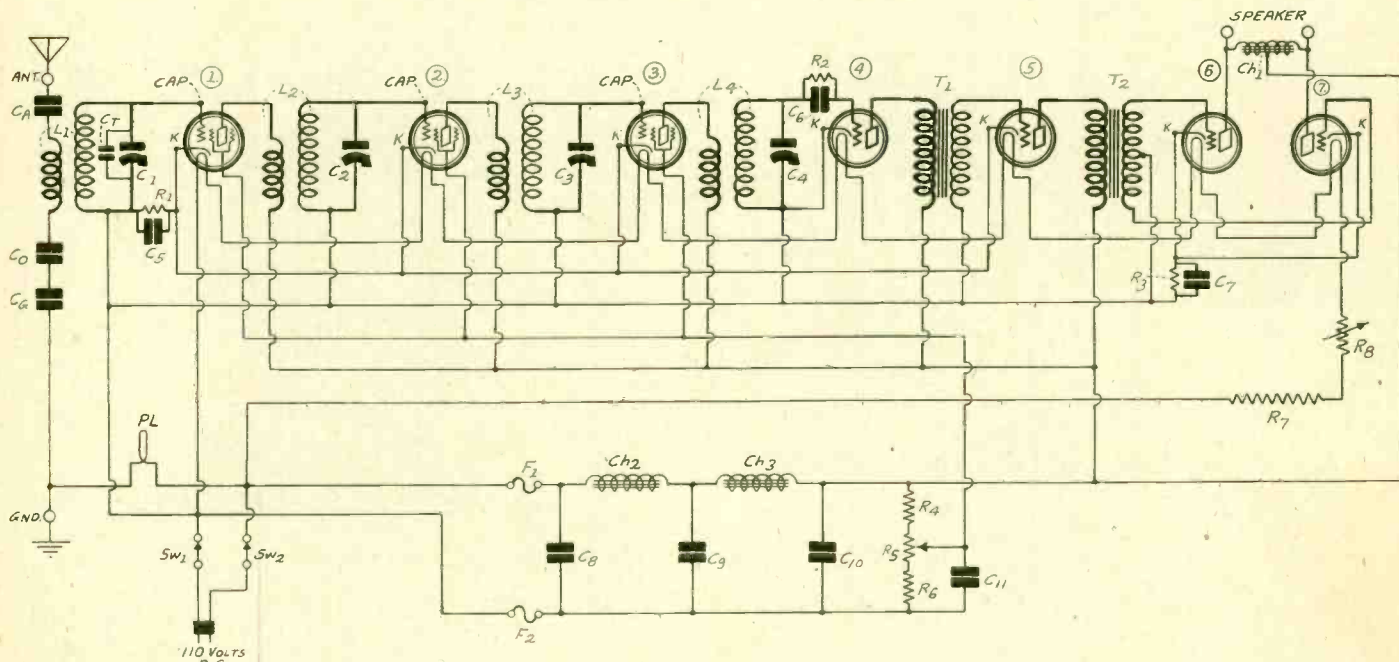 SPEAKER
ANT.
CA
CAP ①
L1
CT
C1
K
R1
C5
L2
C2
CAP. ②
K
L3
C3
CAP. ③
K
L4
R2
C6
④
K
C4
T1
⑤
K
T2
⑥
K
Ch1
⑦
K
CO
CG
R3
C7
R8
R7
PL
GND.
Sw1
Sw2
F1
Ch2
Ch3
C8
C9
C10
R4
R5
R6
C11
F2
110 VOLTS